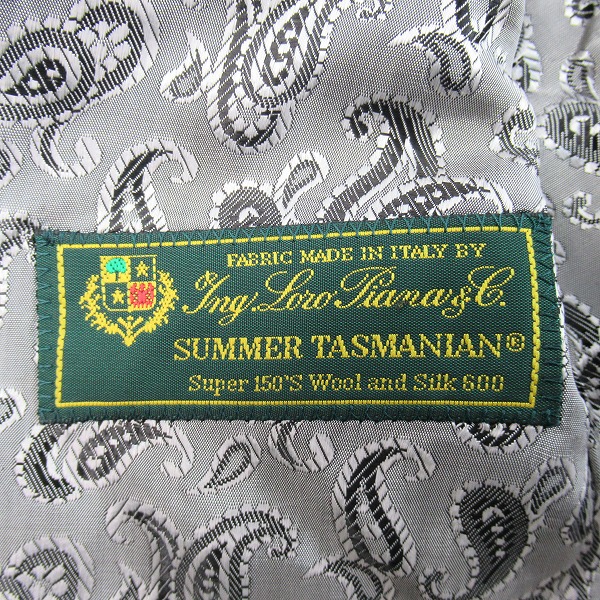 FABRIC MADE IN ITALY BY
Ing. Loro Piana & C.
SUMMER TASMANIAN®
Super 150'S Wool and Silk 600